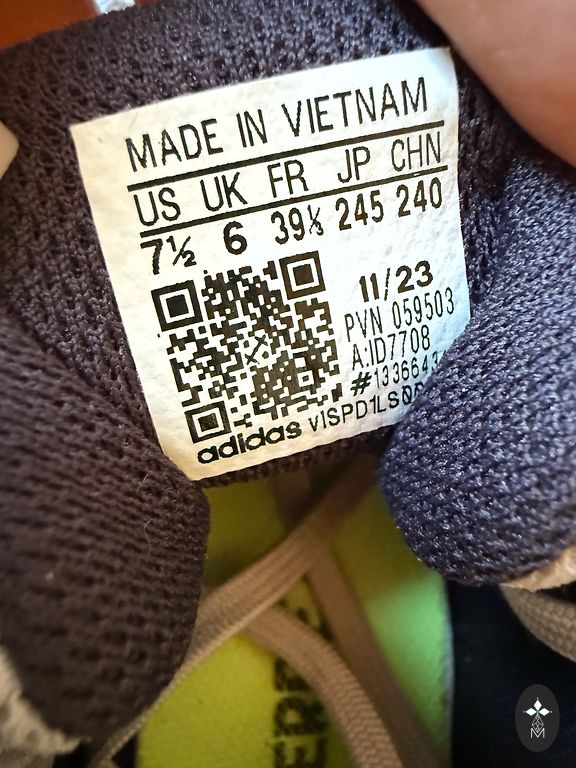 MADE IN VIETNAM
US UK FR JP CHN
7½ 6 39⅓ 245 240
11/23
PVN 059503
A:ID7708
#1336643
adidas